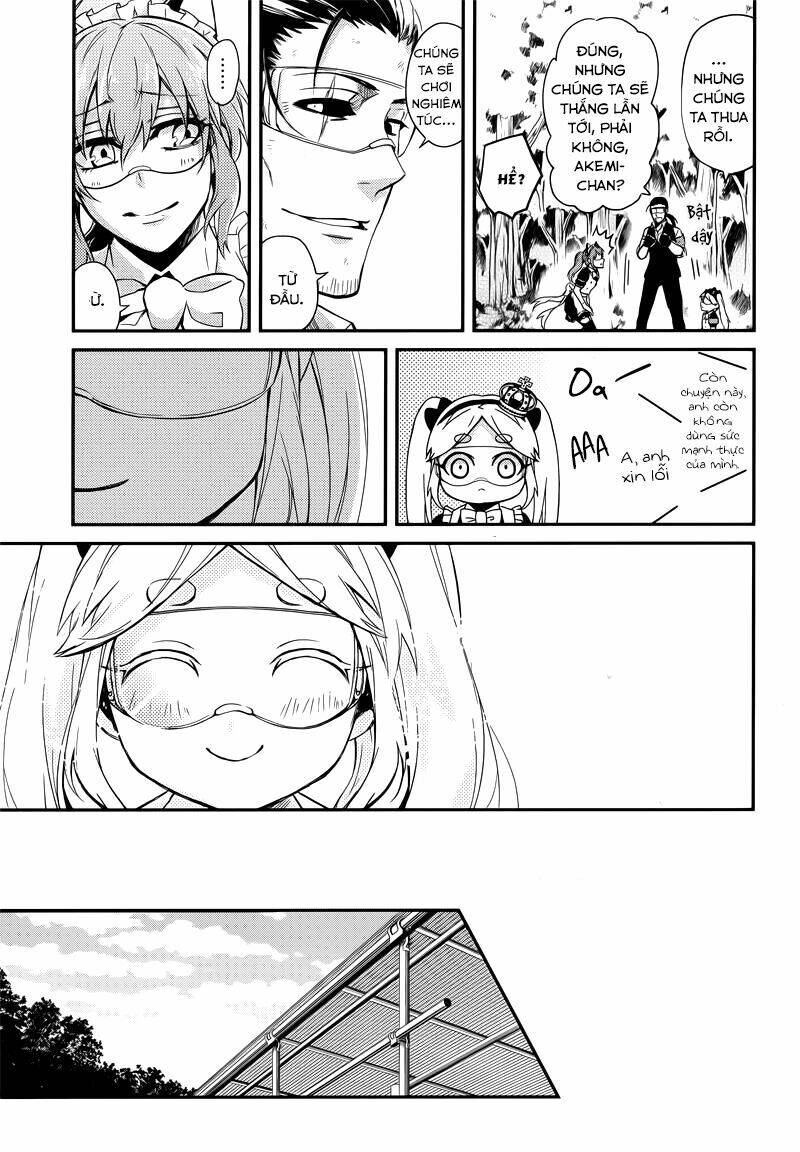 ...
NHƯNG
CHÚNG
TA THUA
RỒI.
ĐÚNG,
NHƯNG
CHÚNG TA SẼ
THẮNG LẦN
TỚI, PHẢI
KHÔNG,
AKEMI-
CHAN?
HỂ?
Bật
dậy
CHÚNG
TA SẼ
CHƠI
NGHIÊM
TÚC...
TỪ
ĐẦU.
......
Ừ.
Còn
chuyện này,
anh còn
không
dùng sức
mạnh thực
của mình.
Oa
AAA
A, anh
xin lỗi